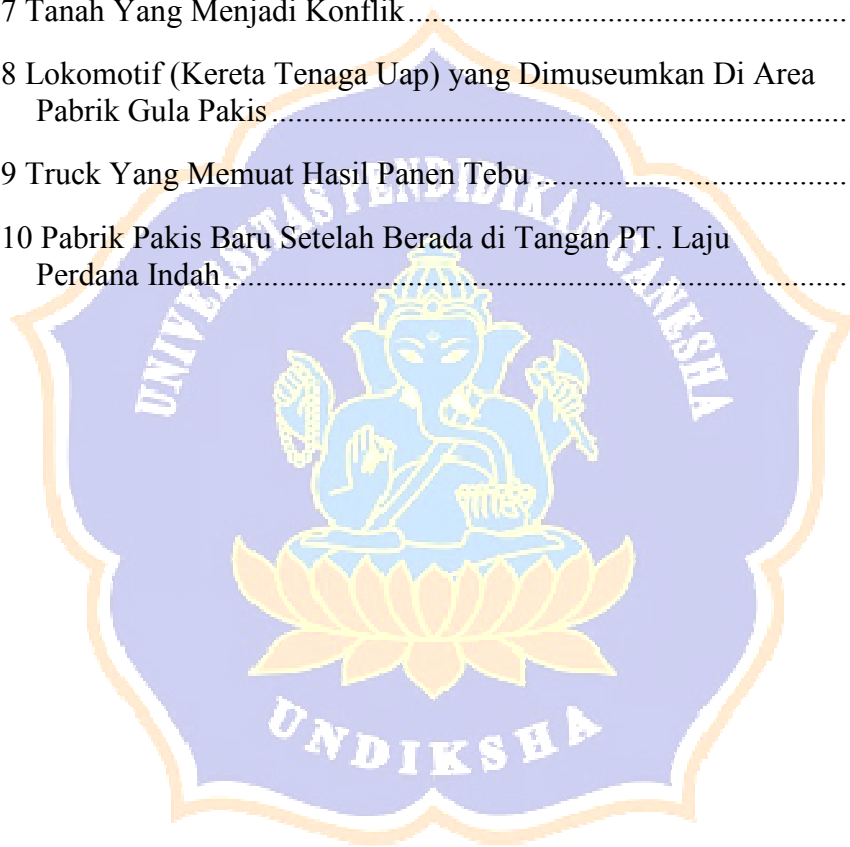 7 Tanah Yang Menjadi Konflik........................................................
8 Lokomotif (Kereta Tenaga Uap) yang Dimuseumkan Di Area
Pabrik Gula Pakis..........................................................................
9 Truck Yang Memuat Hasil Panen Tebu ........................................
10 Pabrik Pakis Baru Setelah Berada di Tangan PT. Laju
Perdana Indah................................................................................
UNIVERSITAS PENDIDIKAN GANESHA
UNDIKSHA